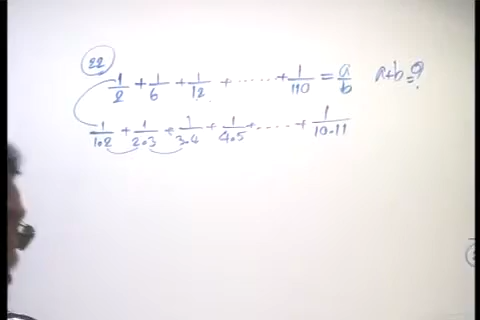 22
1/2 + 1/6 + 1/12 + ...... + 1/110 = a/b a+b=?
1/1.2 + 1/2.3 + 1/3.4 + 1/4.5 + ..... + 1/10.11